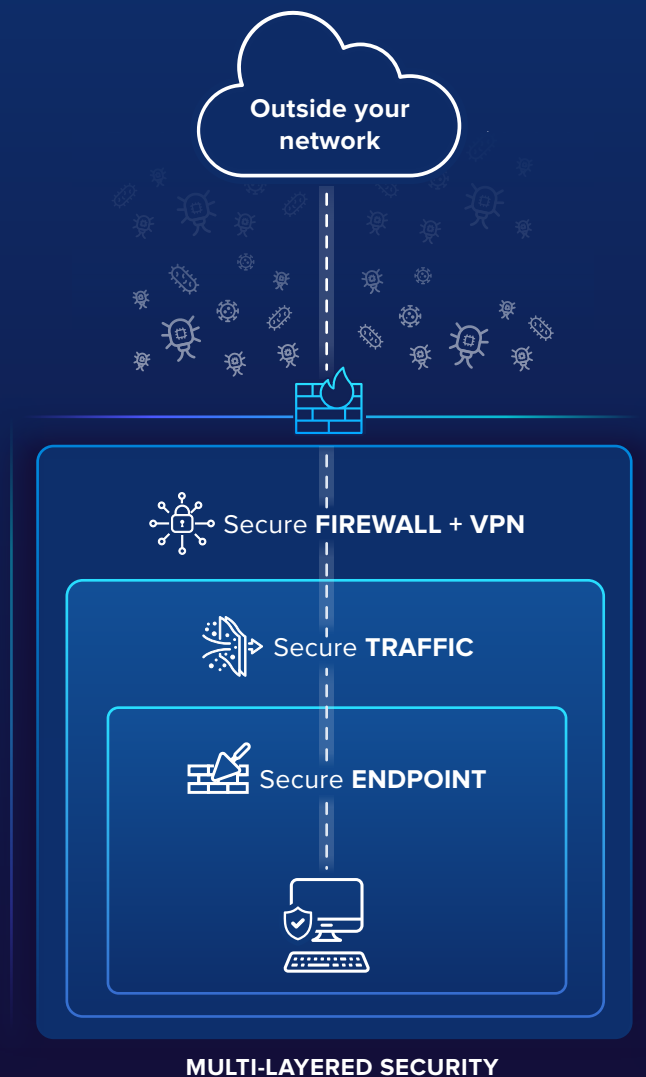 Outside your
network
Secure FIREWALL + VPN
Secure TRAFFIC
Secure ENDPOINT
MULTI-LAYERED SECURITY